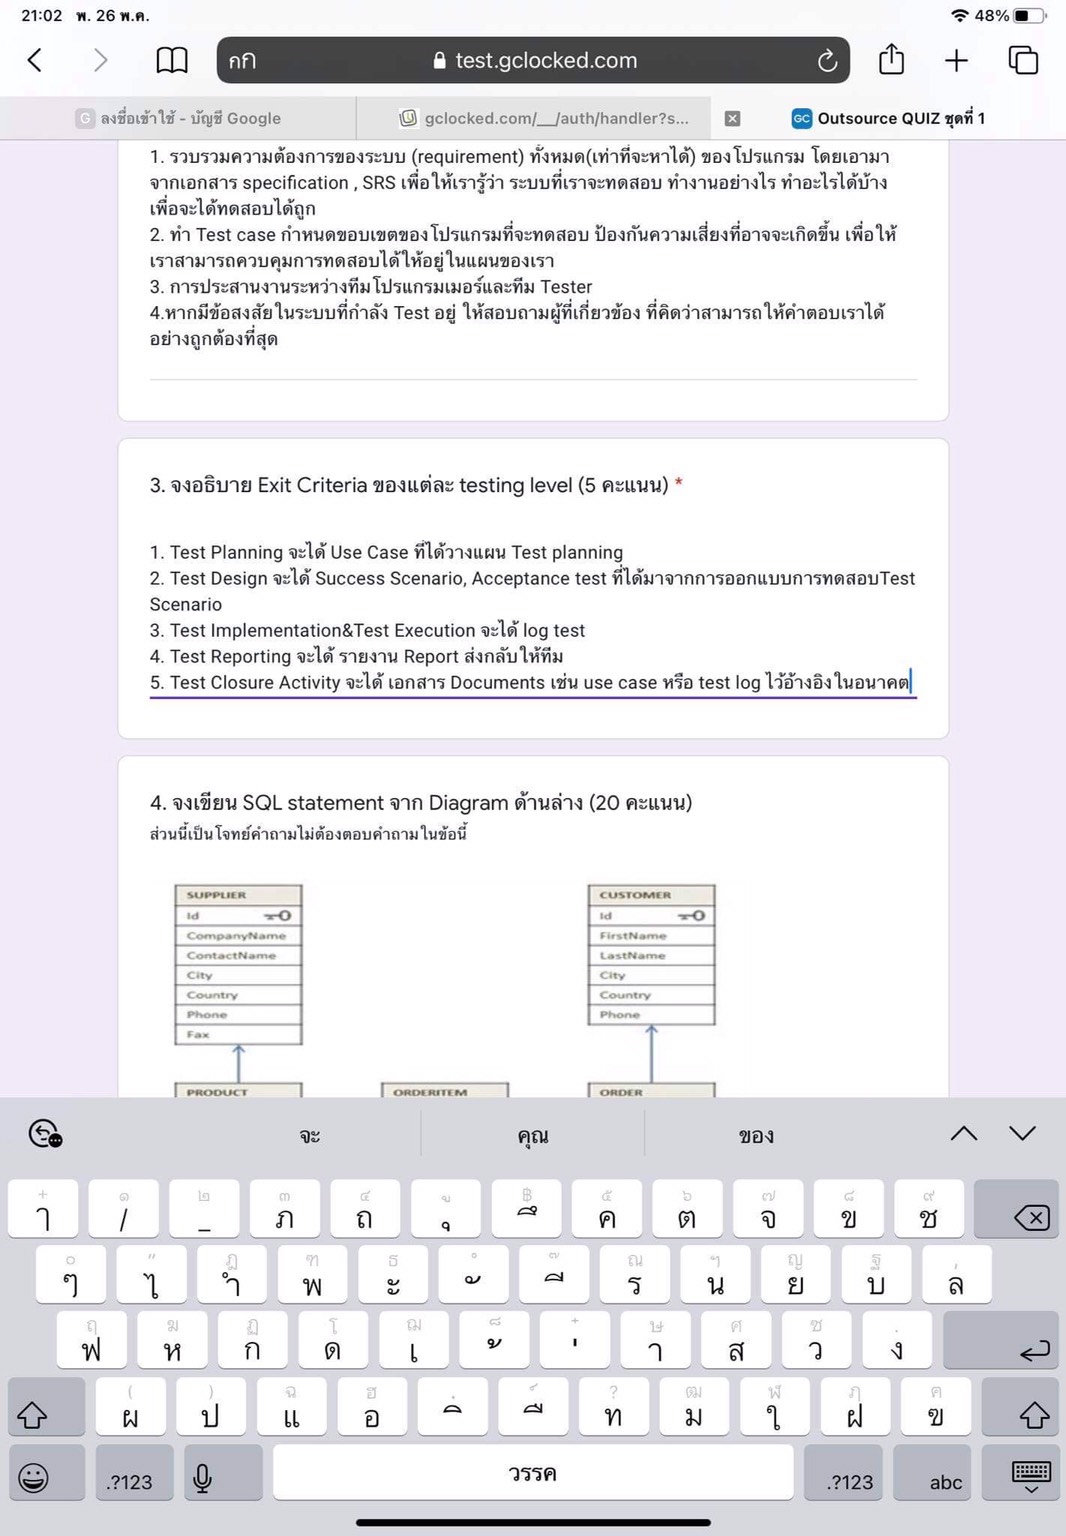 21:02 พ. 26 พ.ค.
48%
กก
test.gclocked.com
G ลงชื่อเข้าใช้ - บัญชี Google
gclocked.com/__/auth/handler?s...
GC Outsource QUIZ ชุดที่ 1
1. รวบรวมความต้องการของระบบ (requirement) ทั้งหมด(เท่าที่จะหาได้) ของโปรแกรม โดยเอามา
จากเอกสาร specification , SRS เพื่อให้เรารู้ว่า ระบบที่เราจะทดสอบ ทำงานอย่างไร ทำอะไรได้บ้าง
เพื่อจะได้ทดสอบได้ถูก
2. ทำ Test case กำหนดขอบเขตของโปรแกรมที่จะทดสอบ ป้องกันความเสี่ยงที่อาจจะเกิดขึ้น เพื่อให้
เราสามารถควบคุมการทดสอบได้ให้อยู่ในแผนของเรา
3. การประสานงานระหว่างทีมโปรแกรมเมอร์และทีม Tester
4.หากมีข้อสงสัยในระบบที่กำลัง Test อยู่ ให้สอบถามผู้ที่เกี่ยวข้อง ที่คิดว่าสามารถให้คำตอบเราได้
อย่างถูกต้องที่สุด
3. จงอธิบาย Exit Criteria ของแต่ละ testing level (5 คะแนน) *
1. Test Planning จะได้ Use Case ที่ได้วางแผน Test planning
2. Test Design จะได้ Success Scenario, Acceptance test ที่ได้มาจากการออกแบบการทดสอบTest
Scenario
3. Test Implementation&Test Execution จะได้ log test
4. Test Reporting จะได้ รายงาน Report ส่งกลับให้ทีม
5. Test Closure Activity จะได้ เอกสาร Documents เช่น use case หรือ test log ไว้อ้างอิงในอนาคต
4. จงเขียน SQL statement จาก Diagram ด้านล่าง (20 คะแนน)
ส่วนนี้เป็นโจทย์คำถามไม่ต้องตอบคำถามในข้อนี้
SUPPLIER
Id
CompanyName
ContactName
City
Country
Phone
Fax
CUSTOMER
Id
FirstName
LastName
City
Country
Phone
PRODUCT
ORDERITEM
ORDER
จะ คุณ ของ
+ ๑ ๒ ๓ ๔ ู ฿ ๕ ๖ ๗ ๘ ๙
ๅ / _ ภ ถ ุ ึ ค ต จ ข ช
๐ " ฎ ฑ ธ ํ ๊ ณ ฯ ญ ฐ ,
ๆ ไ ำ พ ะ ั ี ร น ย บ ล
ฤ ฆ ฏ โ ฌ ็ ๋ ษ ศ ซ .
ฟ ห ก ด เ ้ ่ า ส ว ง
( ) ฉ ฮ ฺ ์ ? ฒ ฬ ฦ ฅ
ผ ป แ อ ิ ื ท ม ใ ฝ ฃ
.?123 วรรค .?123 abc